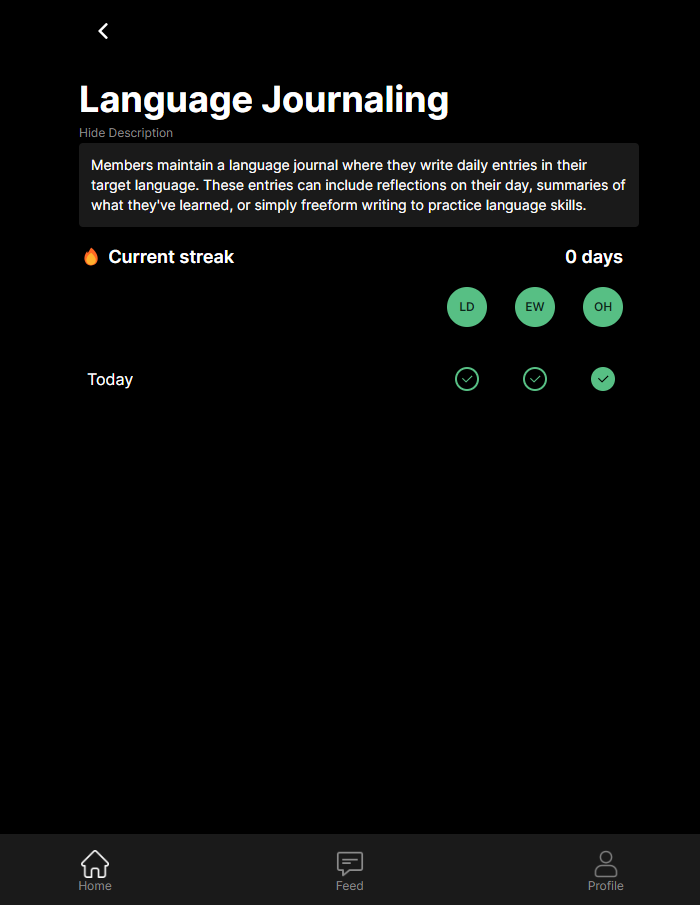 Language Journaling
Hide Description
Members maintain a language journal where they write daily entries in their
target language. These entries can include reflections on their day, summaries of
what they've learned, or simply freeform writing to practice language skills.
Current streak 0 days
LD EW OH
Today
Home Feed Profile